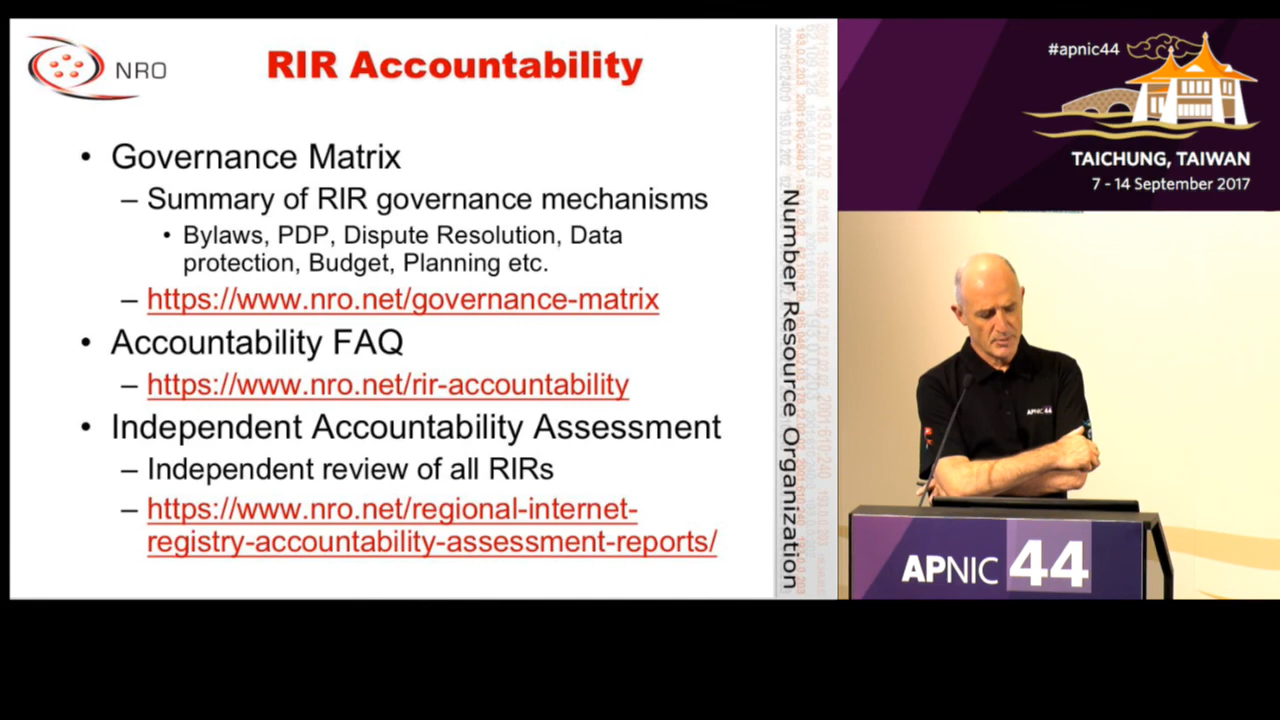 NRO
RIR Accountability
• Governance Matrix
– Summary of RIR governance mechanisms
• Bylaws, PDP, Dispute Resolution, Data
protection, Budget, Planning etc.
– https://www.nro.net/governance-matrix
• Accountability FAQ
– https://www.nro.net/rir-accountability
• Independent Accountability Assessment
– Independent review of all RIRs
– https://www.nro.net/regional-internet-
registry-accountability-assessment-reports/
Number Resource Organization
#apnic44
TAICHUNG, TAIWAN
7 - 14 September 2017
APNIC 44
APNIC 44